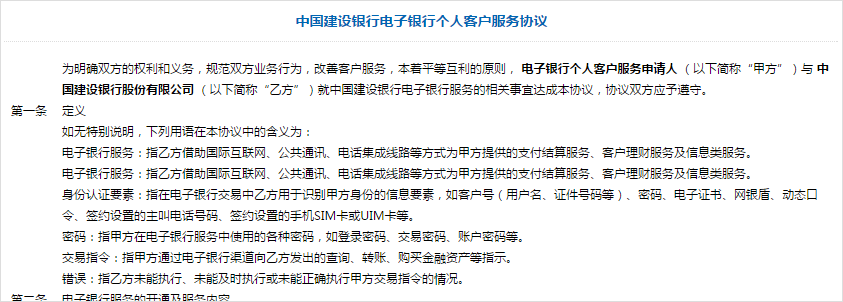 中国建设银行电子银行个人客户服务协议
为明确双方的权利和义务，规范双方业务行为，改善客户服务，本着平等互利的原则，电子银行个人客户服务申请人（以下简称“甲方”）与 中
国建设银行股份有限公司（以下简称“乙方”）就中国建设银行电子银行服务的相关事宜达成本协议，协议双方应予遵守。
第一条 定义
如无特别说明，下列用语在本协议中的含义为：
电子银行服务：指乙方借助国际互联网、公共通讯、电话集成线路等方式为甲方提供的支付结算服务、客户理财服务及信息类服务。
电子银行服务：指乙方借助国际互联网、公共通讯、电话集成线路等方式为甲方提供的支付结算服务、客户理财服务及信息类服务。
身份认证要素：指在电子银行交易中乙方用于识别甲方身份的信息要素，如客户号（用户名、证件号码等）、密码、电子证书、网银盾、动态口
令、签约设置的主叫电话号码、签约设置的手机SIM卡或UIM卡等。
密码：指甲方在电子银行服务中使用的各种密码，如登录密码、交易密码、账户密码等。
交易指令：指甲方通过电子银行渠道向乙方发出的查询、转账、购买金融资产等指示。
错误：指乙方未能执行、未能及时执行或未能正确执行甲方交易指令的情况。
第二条 电子银行服务的开通及服务内容